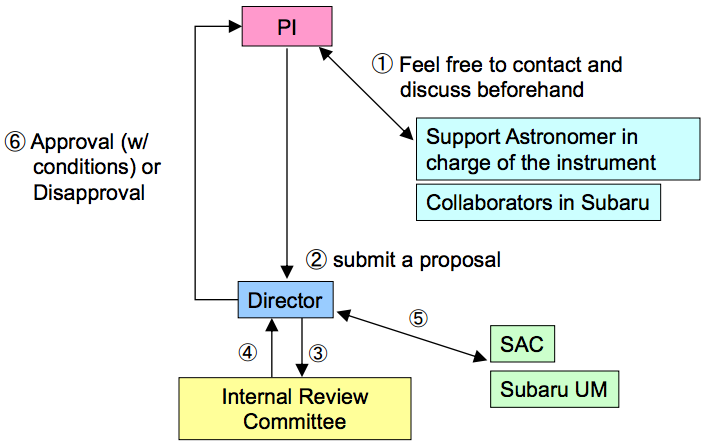 PI
① Feel free to contact and
discuss beforehand
⑥ Approval (w/
conditions) or
Disapproval
Support Astronomer in
charge of the instrument
Collaborators in Subaru
② submit a proposal
Director
⑤
④
③
SAC
Subaru UM
Internal Review
Committee